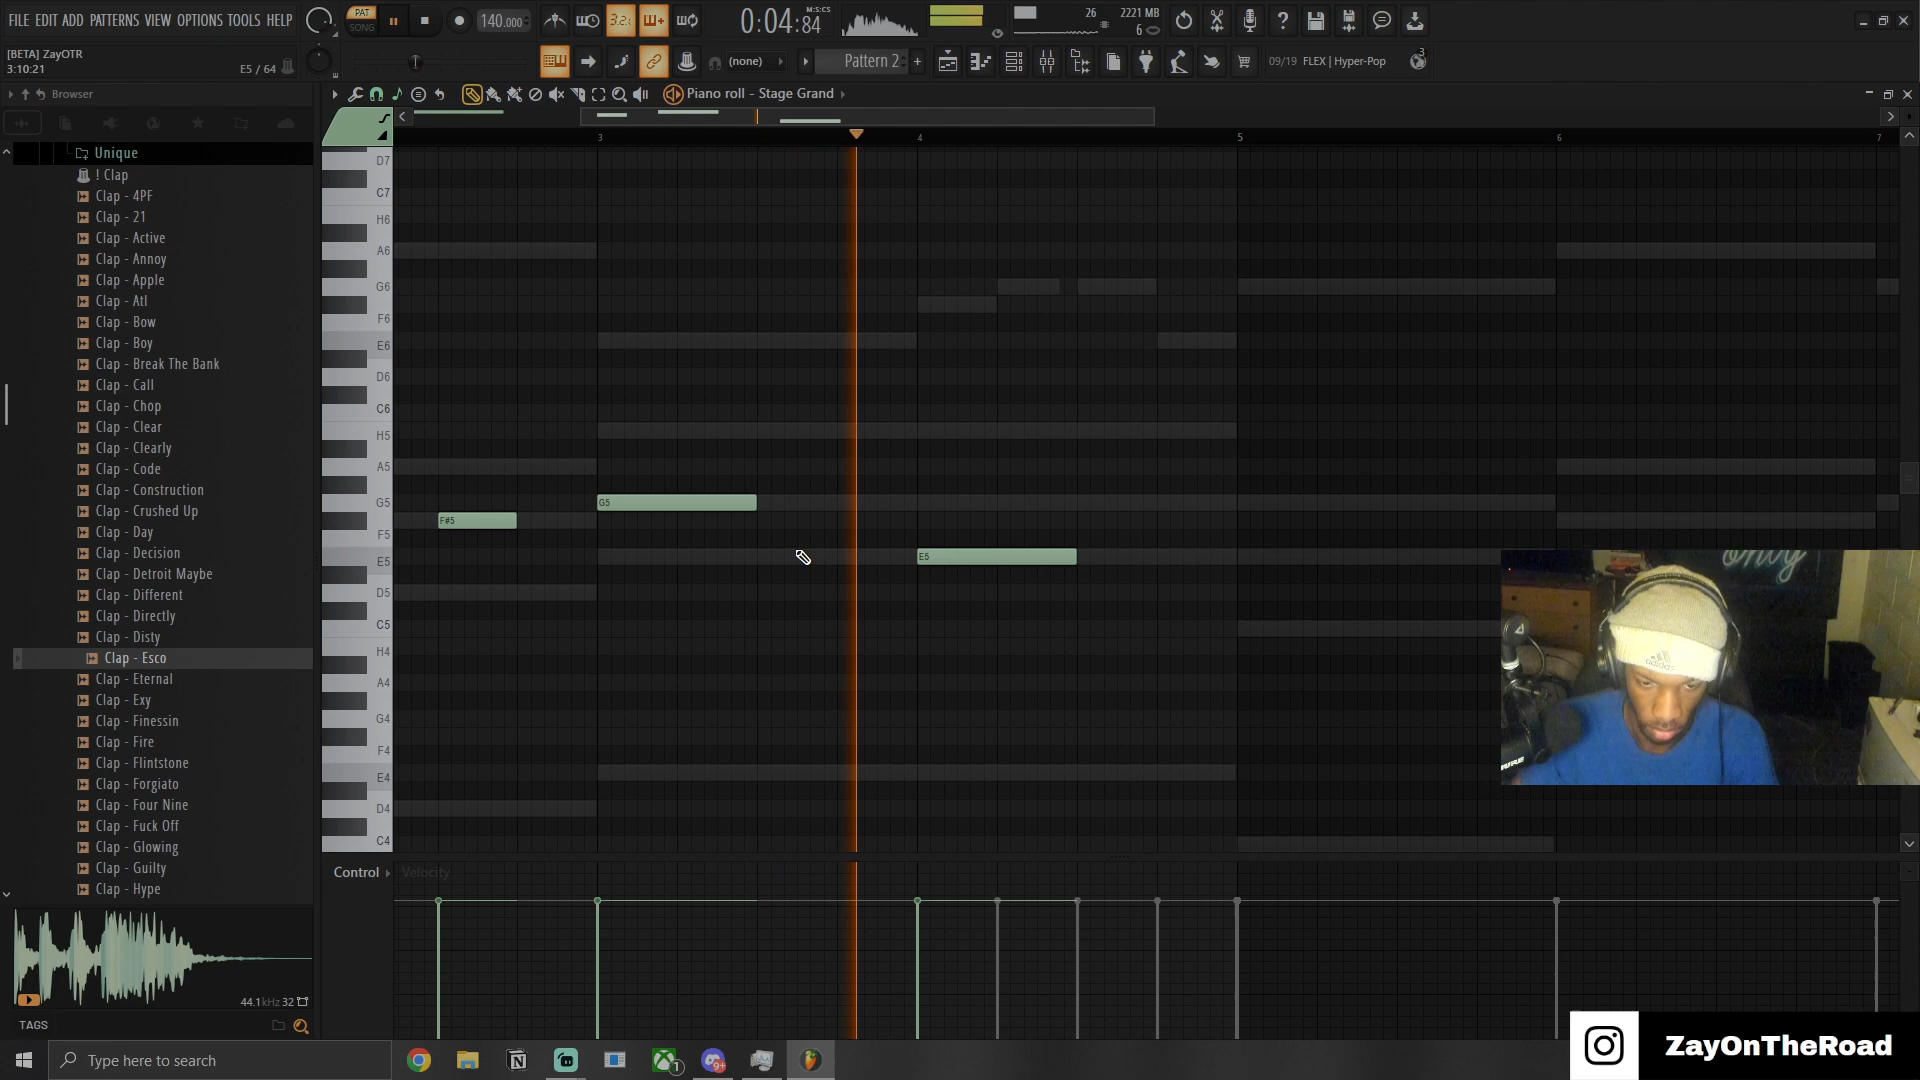 FILE EDIT ADD PATTERNS VIEW OPTIONS TOOLS HELP
PAT
SONG
140.000
3.2.
0:04:84
M:S:CS
26
2221 MB
6
[BETA] ZayOTR
3:10:21
E5 / 64
(none)
Pattern 2
09/19 FLEX | Hyper-Pop
3
Browser
Piano roll - Stage Grand
Unique
! Clap
Clap - 4PF
Clap - 21
Clap - Active
Clap - Annoy
Clap - Apple
Clap - Atl
Clap - Bow
Clap - Boy
Clap - Break The Bank
Clap - Call
Clap - Chop
Clap - Clear
Clap - Clearly
Clap - Code
Clap - Construction
Clap - Crushed Up
Clap - Day
Clap - Decision
Clap - Detroit Maybe
Clap - Different
Clap - Directly
Clap - Disty
Clap - Esco
Clap - Eternal
Clap - Exy
Clap - Finessin
Clap - Fire
Clap - Flintstone
Clap - Forgiato
Clap - Four Nine
Clap - Fuck Off
Clap - Glowing
Clap - Guilty
Clap - Hype
44.1kHz 32
TAGS
3 4 5 6 7
D7
C7
H6
A6
G6
F6
E6
D6
C6
H5
A5
G5
F5
E5
D5
C5
H4
A4
G4
F4
E4
D4
C4
F#5
G5
E5
Control
Velocity
only
adidas
Type here to search
1
9+
ZayOnTheRoad